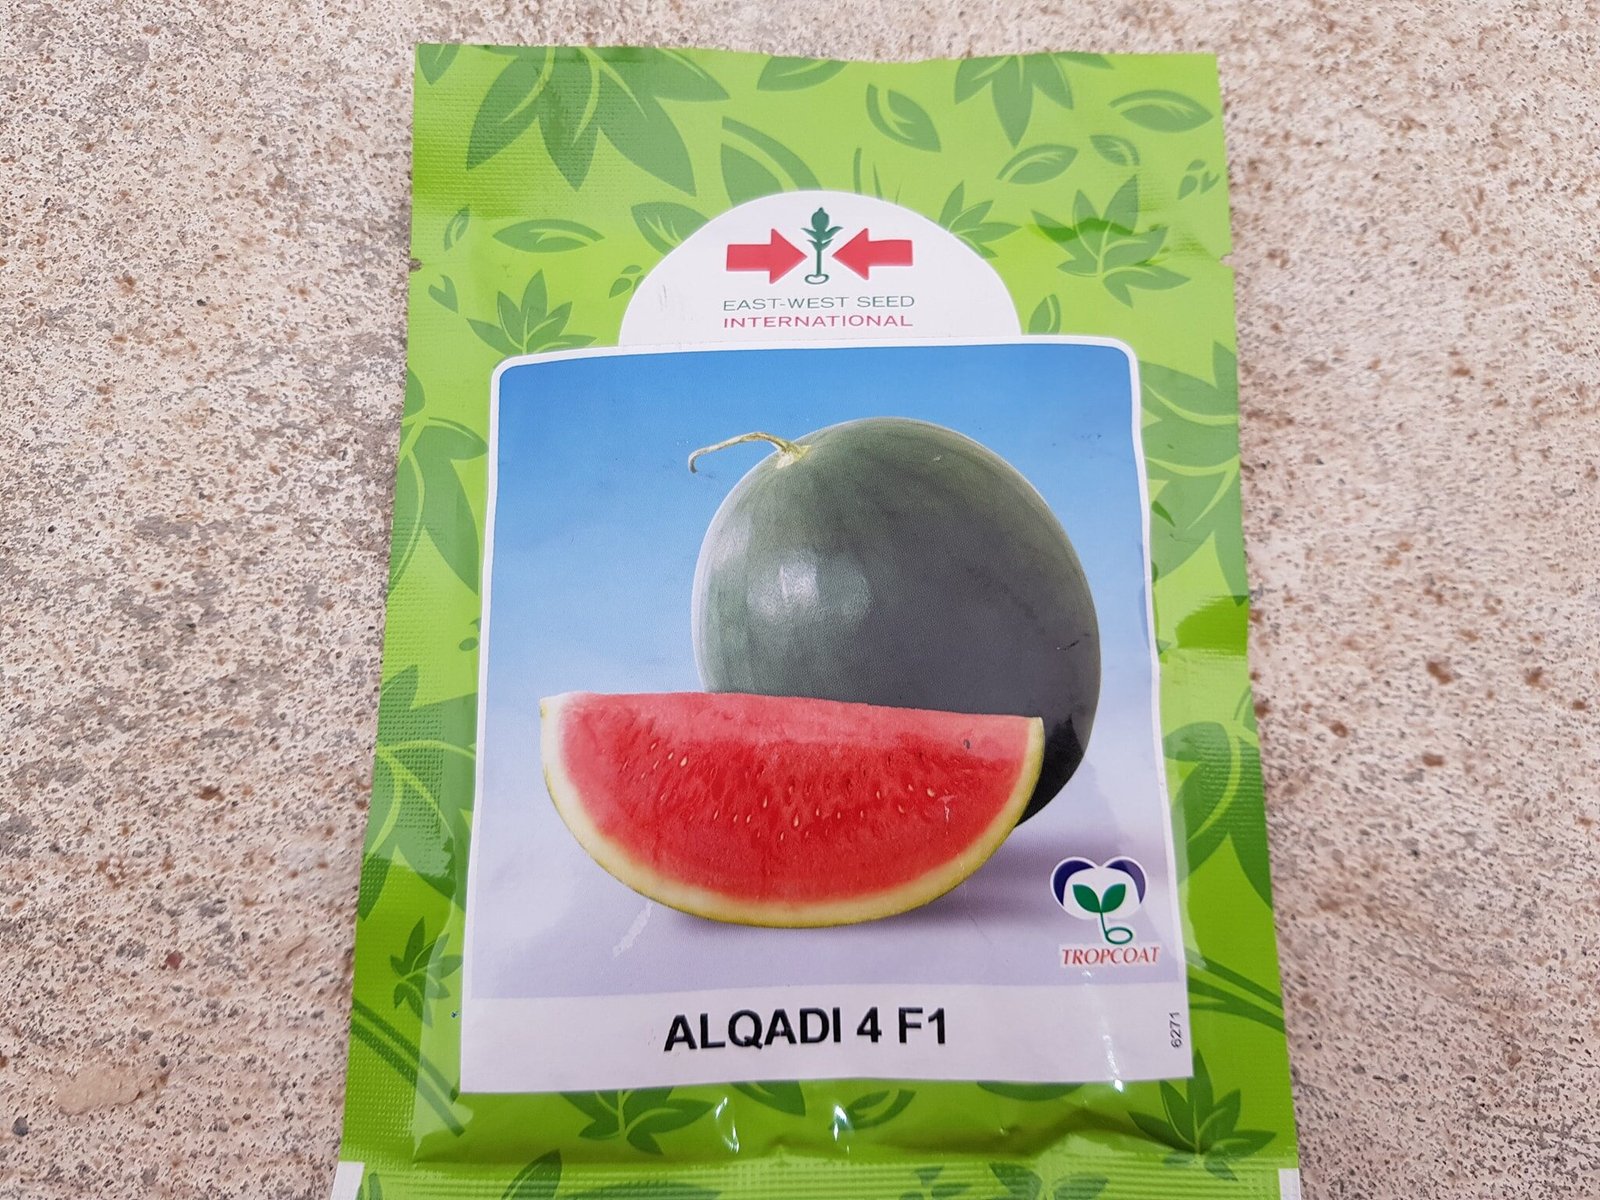 EAST-WEST SEED
INTERNATIONAL
TROPCOAT
ALQADI 4 F1
6271